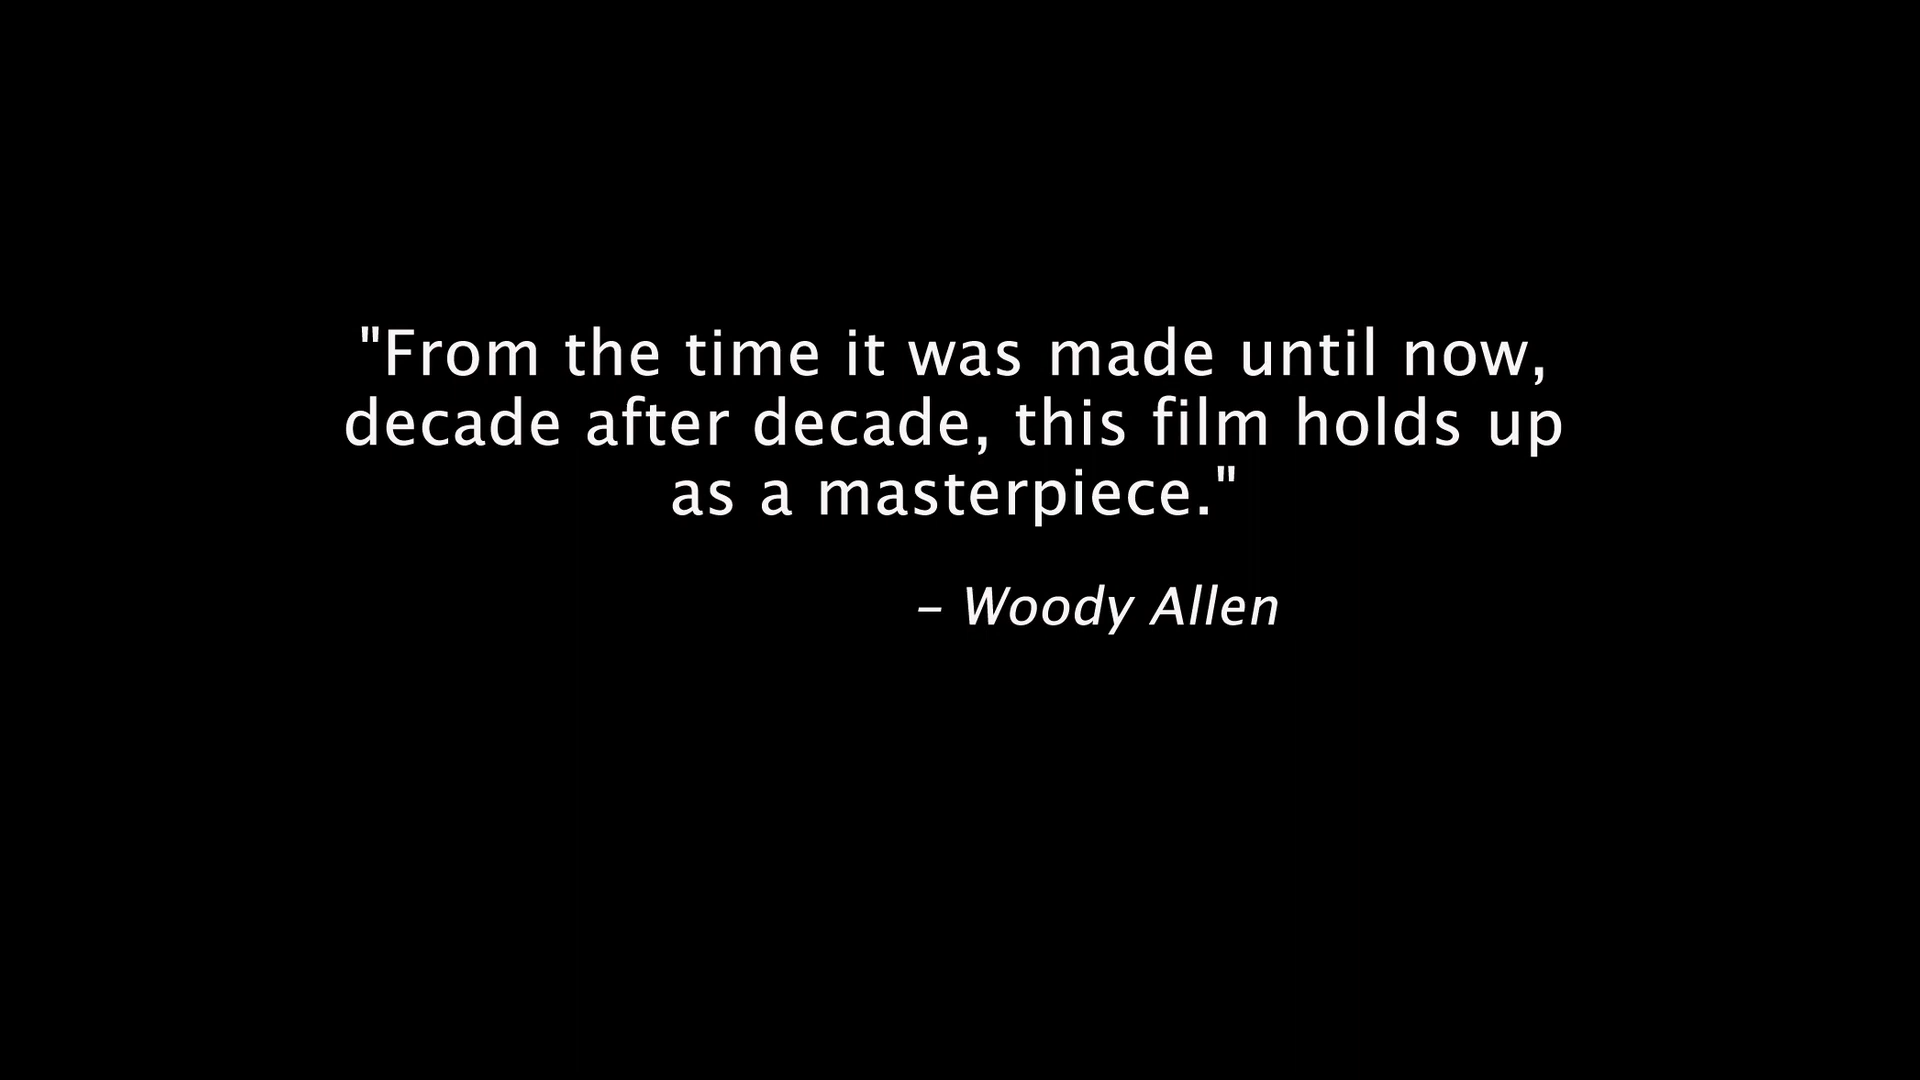 "From the time it was made until now,
decade after decade, this film holds up
as a masterpiece."
– Woody Allen